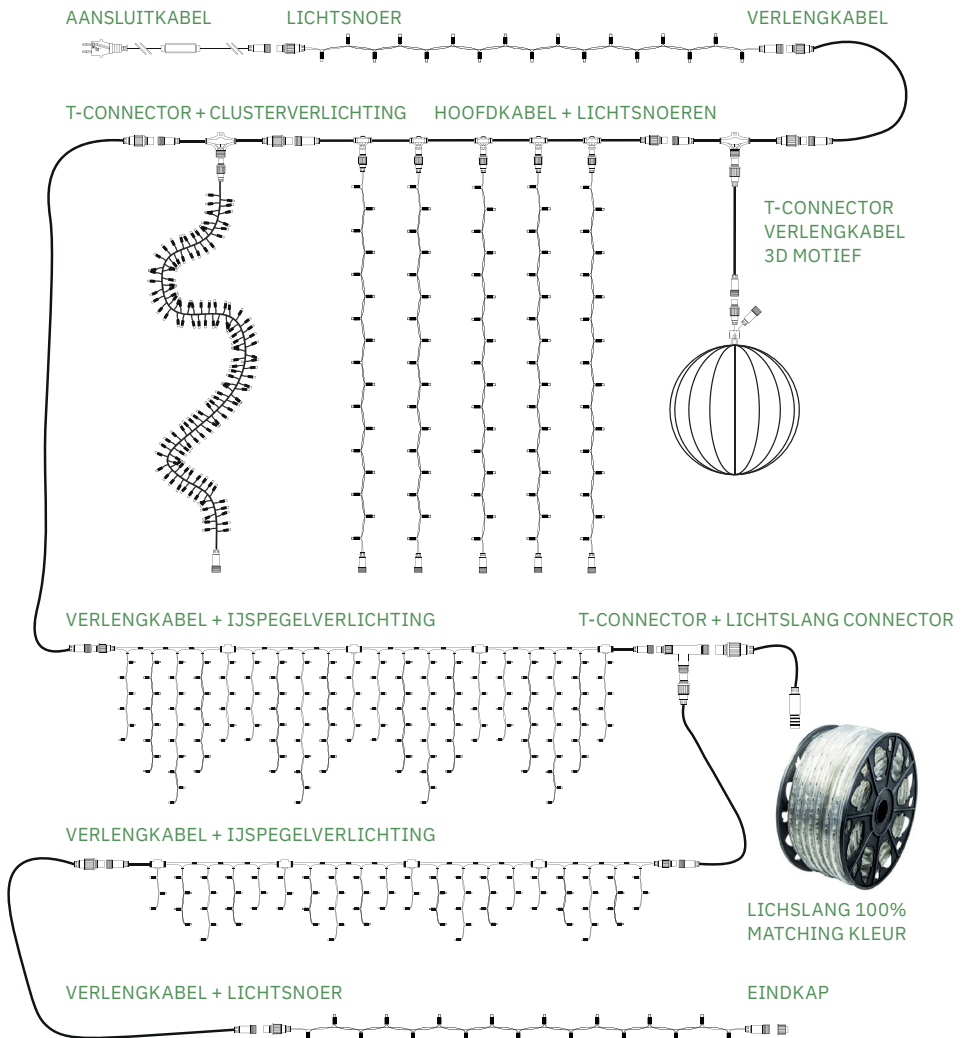 AANSLUITKABEL
LICHTSNOER
VERLENGKABEL
T-CONNECTOR + CLUSTERVERLICHTING
HOOFDKABEL + LICHTSNOEREN
T-CONNECTOR
VERLENGKABEL
3D MOTIEF
VERLENGKABEL + IJSPEGELVERLICHTING
T-CONNECTOR + LICHTSLANG CONNECTOR
VERLENGKABEL + IJSPEGELVERLICHTING
LICHSLANG 100%
MATCHING KLEUR
VERLENGKABEL + LICHTSNOER
EINDKAP